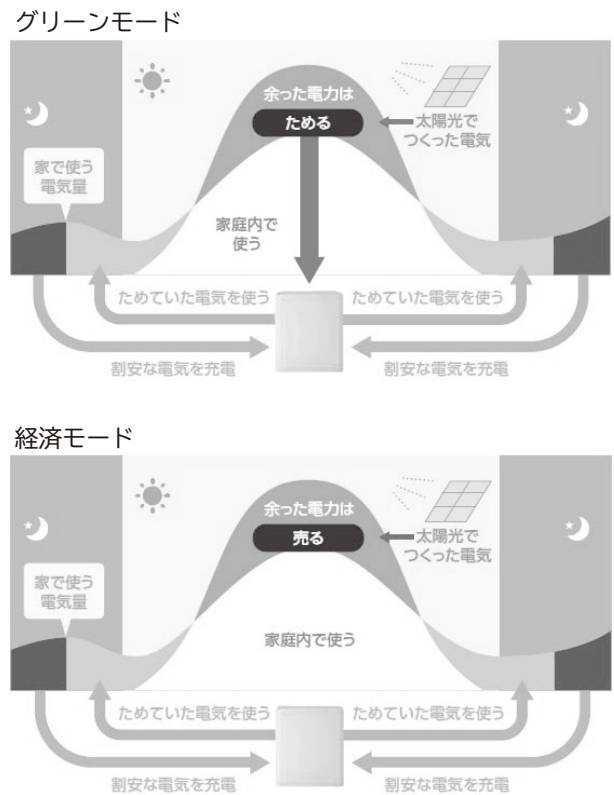 グリーンモード
余った電力は
ためる
太陽光で
つくった電気
家で使う
電気量
家庭内で
使う
ためていた電気を使う
ためていた電気を使う
割安な電気を充電
割安な電気を充電
経済モード
余った電力は
売る
太陽光で
つくった電気
家で使う
電気量
家庭内で使う
ためていた電気を使う
ためていた電気を使う
割安な電気を充電
割安な電気を充電